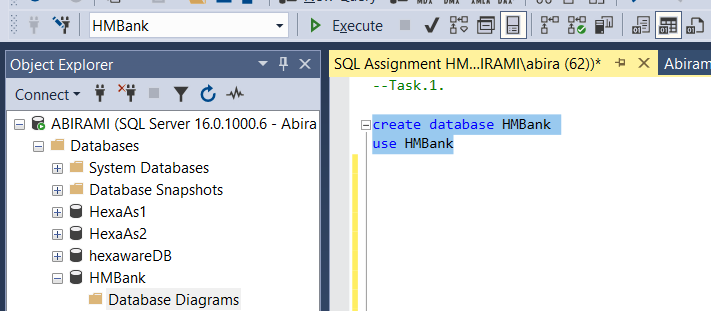 HMBank
Execute
Object Explorer
Connect
ABIRAMI (SQL Server 16.0.1000.6 - Abira
Databases
System Databases
Database Snapshots
HexaAs1
HexaAs2
hexawareDB
HMBank
Database Diagrams
SQL Assignment HM...IRAMI\abira (62))*
Abiram
--Task.1.
create database HMBank
use HMBank